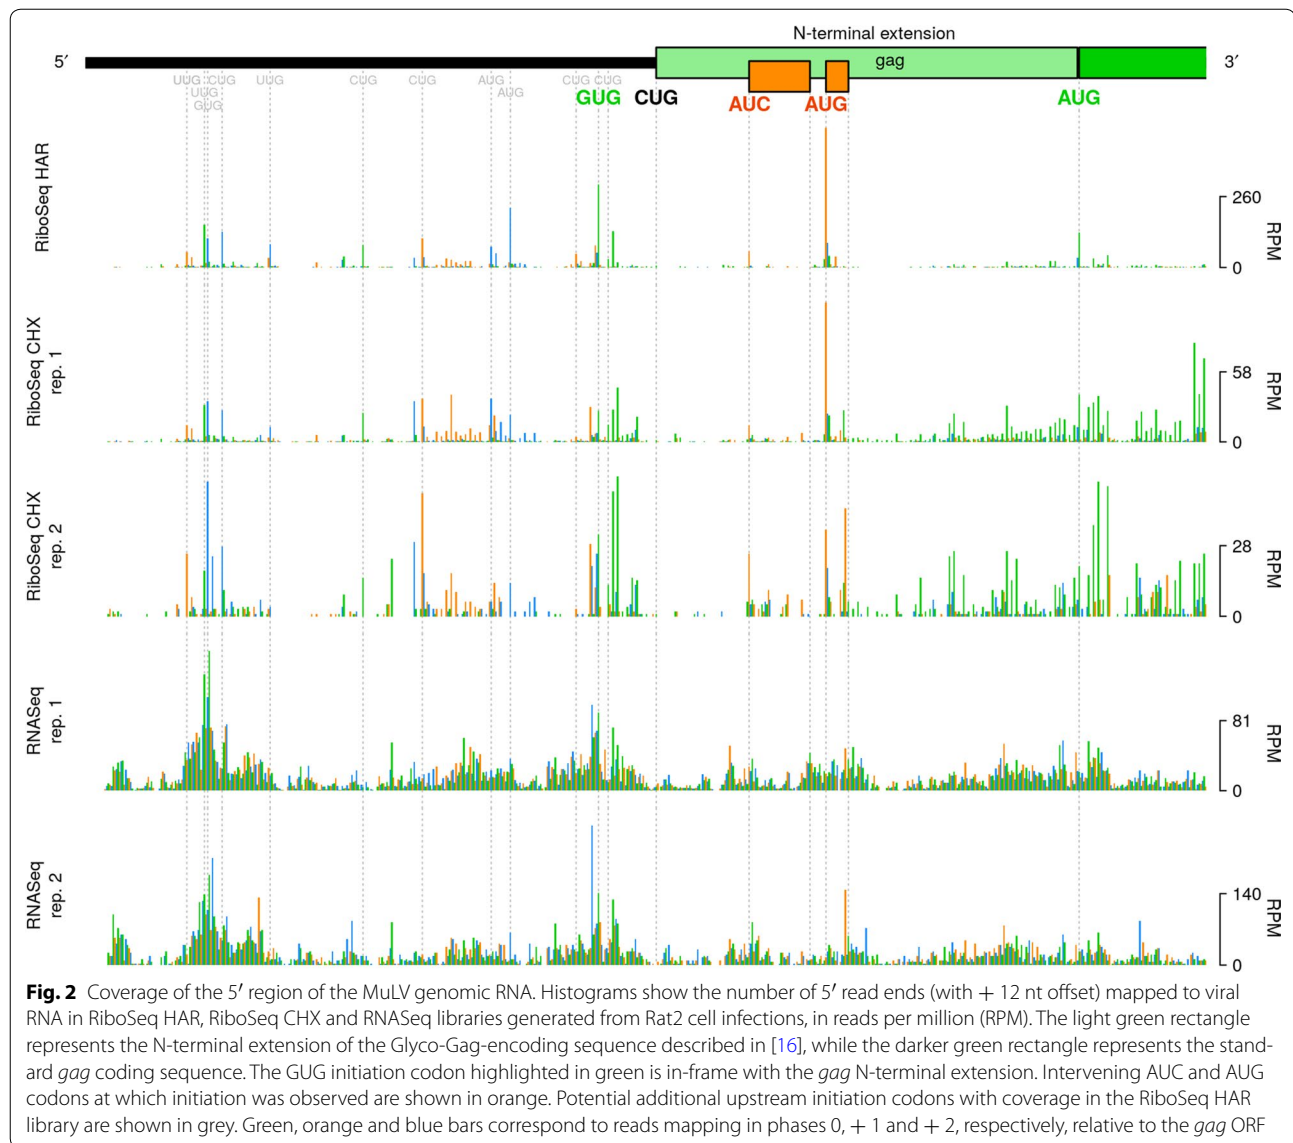 N-terminal extension
5′ gag 3′
UUG CUG UUG CUG CUG AUG CUG CUG
UUG AUG
GUG
GUG CUG AUC AUG AUG
RiboSeq HAR
260
0
RPM
RiboSeq CHX
rep. 1
58
0
RPM
RiboSeq CHX
rep. 2
28
0
RPM
RNASeq
rep. 1
81
0
RPM
RNASeq
rep. 2
140
0
RPM
Fig. 2 Coverage of the 5′ region of the MuLV genomic RNA. Histograms show the number of 5′ read ends (with + 12 nt offset) mapped to viral
RNA in RiboSeq HAR, RiboSeq CHX and RNASeq libraries generated from Rat2 cell infections, in reads per million (RPM). The light green rectangle
represents the N-terminal extension of the Glyco-Gag-encoding sequence described in [16], while the darker green rectangle represents the stand-
ard gag coding sequence. The GUG initiation codon highlighted in green is in-frame with the gag N-terminal extension. Intervening AUC and AUG
codons at which initiation was observed are shown in orange. Potential additional upstream initiation codons with coverage in the RiboSeq HAR
library are shown in grey. Green, orange and blue bars correspond to reads mapping in phases 0, + 1 and + 2, respectively, relative to the gag ORF